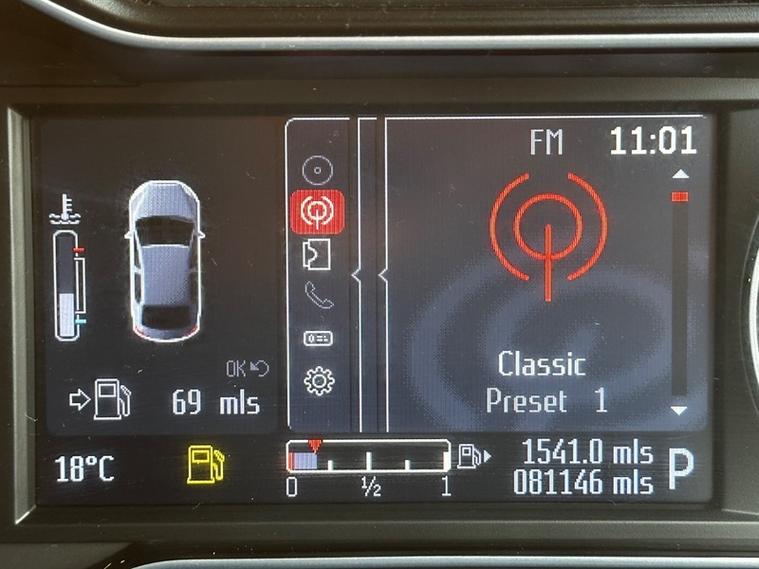 FM 11:01
OK
Classic
69 mls
Preset 1
18°C
1541.0 mls
0 ½ 1
081146 mls
P